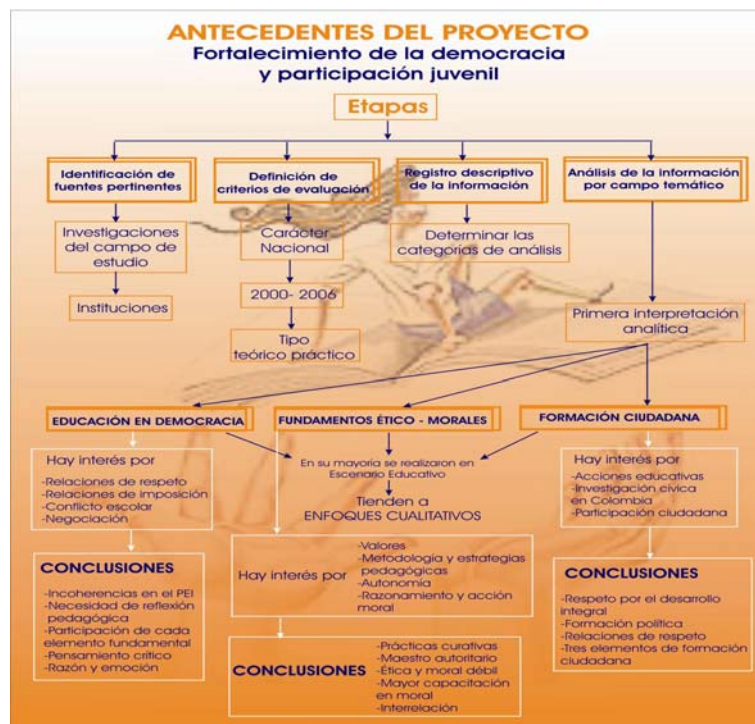 ANTECEDENTES DEL PROYECTO
Fortalecimiento de la democracia
y participación juvenil
Etapas
Identificación de
fuentes pertinentes
Investigaciones
del campo de
estudio
Instituciones
Definición de
criterios de evaluación
Carácter
Nacional
2000- 2006
Tipo
teórico práctico
Registro descriptivo
de la información
Determinar las
categorias de análisis
Análisis de la información
por campo temático
Primera interpretación
analítica
EDUCACIÓN EN DEMOCRACIA
Hay interés por
-Relaciones de respeto
-Relaciones de imposición
-Conflicto escolar
-Negociación
CONCLUSIONES
-Incoherencias en el PEI
-Necesidad de reflexión
pedagógica
-Participación de cada
elemento fundamental
-Pensamiento crítico
-Razón y emoción
FUNDAMENTOS ÉTICO - MORALES
En su mayoría se realizaron en
Escenario Educativo
Tienden a
ENFOQUES CUALITATIVOS
Hay interés por
-Valores
-Metodología y estrategias
pedagógicas
-Autonomía
-Razonamiento y acción
moral
CONCLUSIONES
-Prácticas curativas
-Maestro autoritario
-Ética y moral débil
-Mayor capacitación
en moral
-Interrelación
FORMACIÓN CIUDADANA
Hay interés por
-Acciones educativas
-Investigación cívica
en Colombia
-Participación ciudadana
CONCLUSIONES
-Respeto por el desarrollo
integral
-Formación política
-Relaciones de respeto
-Tres elementos de formación
ciudadana